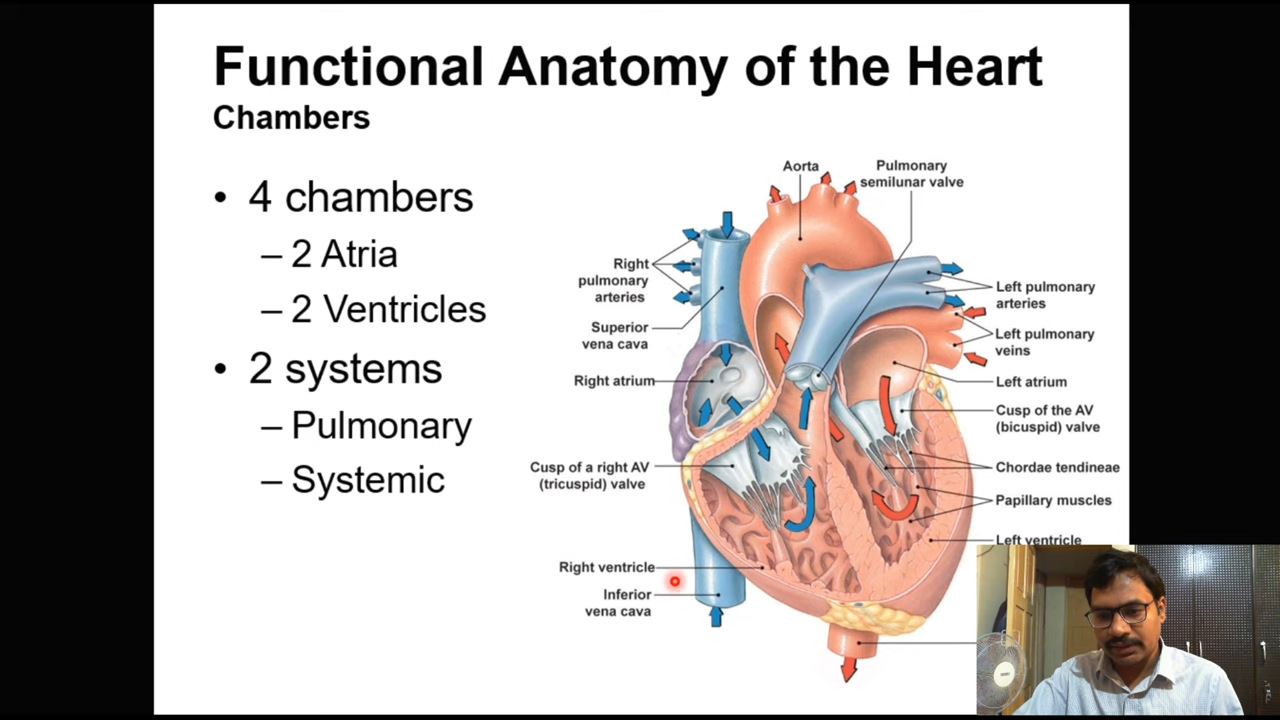 Functional Anatomy of the Heart
Chambers
• 4 chambers
– 2 Atria
– 2 Ventricles
• 2 systems
– Pulmonary
– Systemic
Aorta
Pulmonary
semilunar valve
Right
pulmonary
arteries
Superior
vena cava
Right atrium
Cusp of a right AV
(tricuspid) valve
Right ventricle
Inferior
vena cava
Left pulmonary
arteries
Left pulmonary
veins
Left atrium
Cusp of the AV
(bicuspid) valve
Chordae tendineae
Papillary muscles
Left ventricle